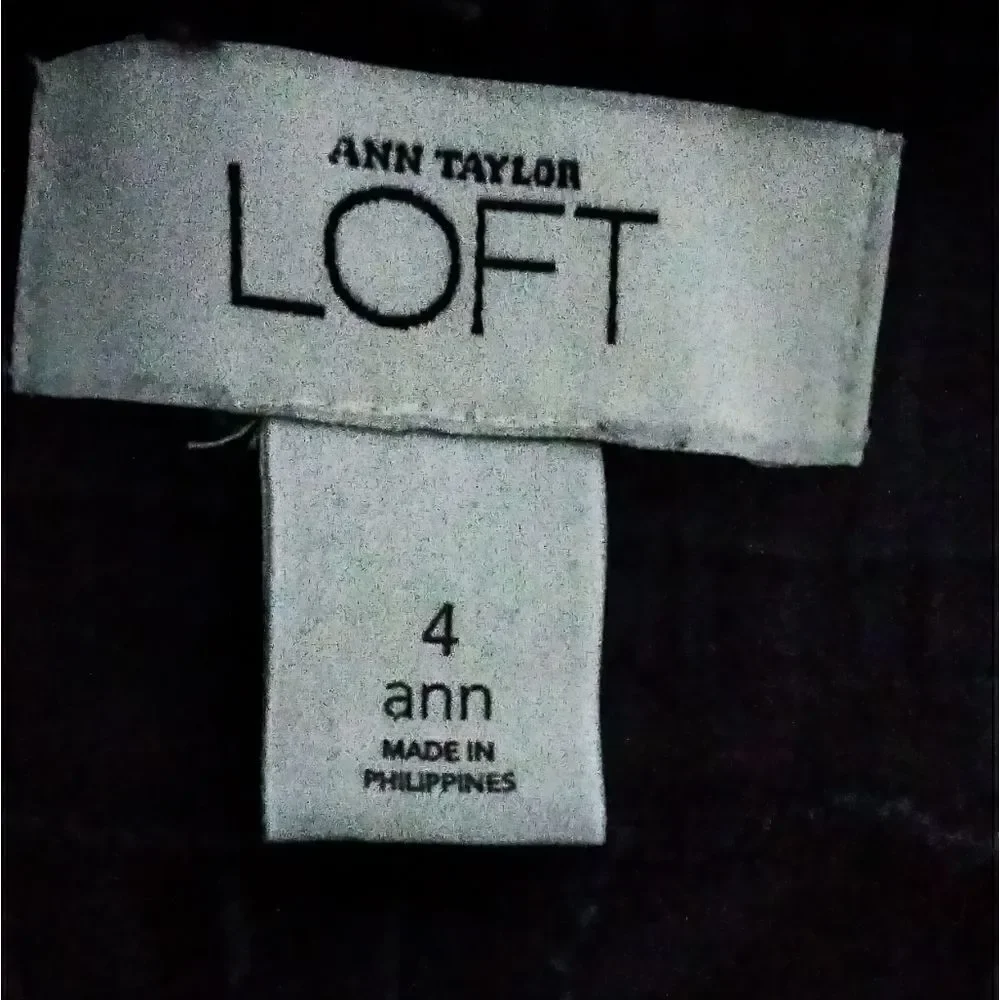 ANN TAYLOR
LOFT
4
ann
MADE IN
PHILIPPINES